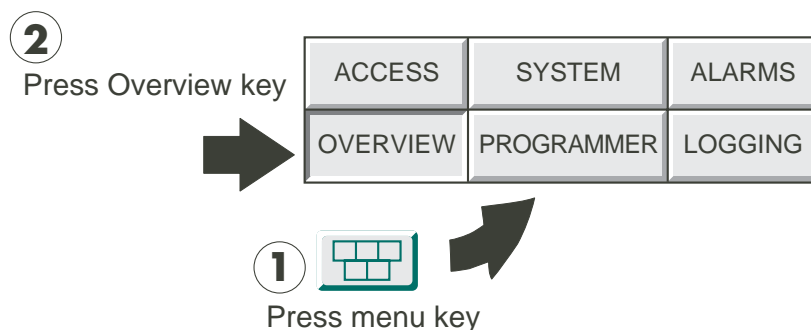 2
Press Overview key
ACCESS SYSTEM ALARMS
OVERVIEW PROGRAMMER LOGGING
1
Press menu key